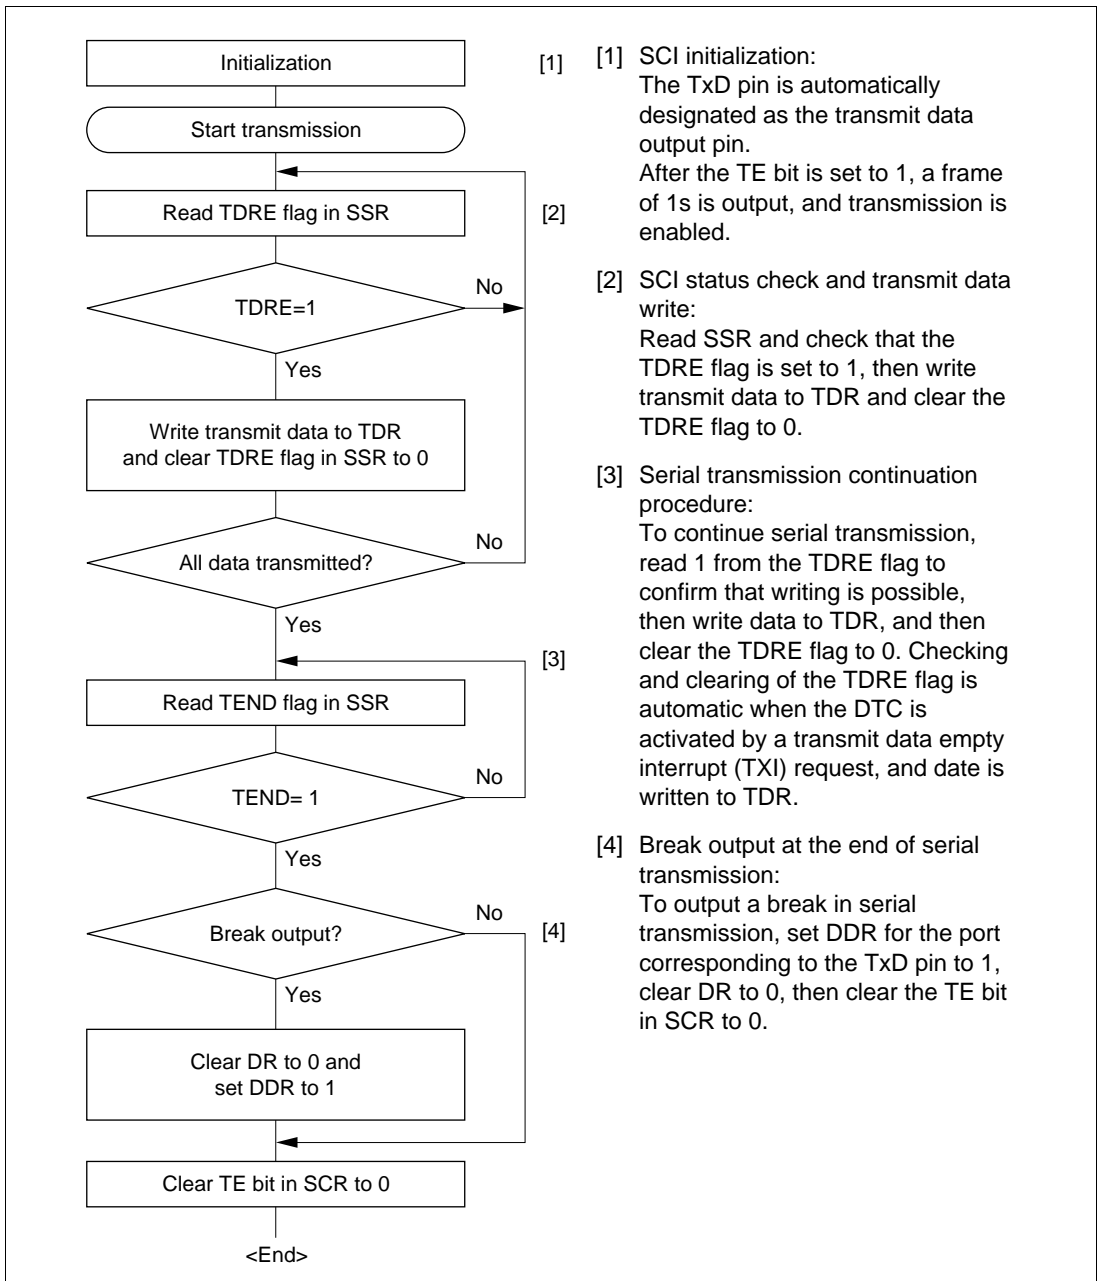 Initialization
[1]
Start transmission
Read TDRE flag in SSR
[2]
No
TDRE=1
Yes
Write transmit data to TDR
and clear TDRE flag in SSR to 0
No
All data transmitted?
Yes
[3]
Read TEND flag in SSR
No
TEND= 1
Yes
No
Break output?
[4]
Yes
Clear DR to 0 and
set DDR to 1
Clear TE bit in SCR to 0
<End>
[1] SCI initialization:
The TxD pin is automatically
designated as the transmit data
output pin.
After the TE bit is set to 1, a frame
of 1s is output, and transmission is
enabled.
[2] SCI status check and transmit data
write:
Read SSR and check that the
TDRE flag is set to 1, then write
transmit data to TDR and clear the
TDRE flag to 0.
[3] Serial transmission continuation
procedure:
To continue serial transmission,
read 1 from the TDRE flag to
confirm that writing is possible,
then write data to TDR, and then
clear the TDRE flag to 0. Checking
and clearing of the TDRE flag is
automatic when the DTC is
activated by a transmit data empty
interrupt (TXI) request, and date is
written to TDR.
[4] Break output at the end of serial
transmission:
To output a break in serial
transmission, set DDR for the port
corresponding to the TxD pin to 1,
clear DR to 0, then clear the TE bit
in SCR to 0.